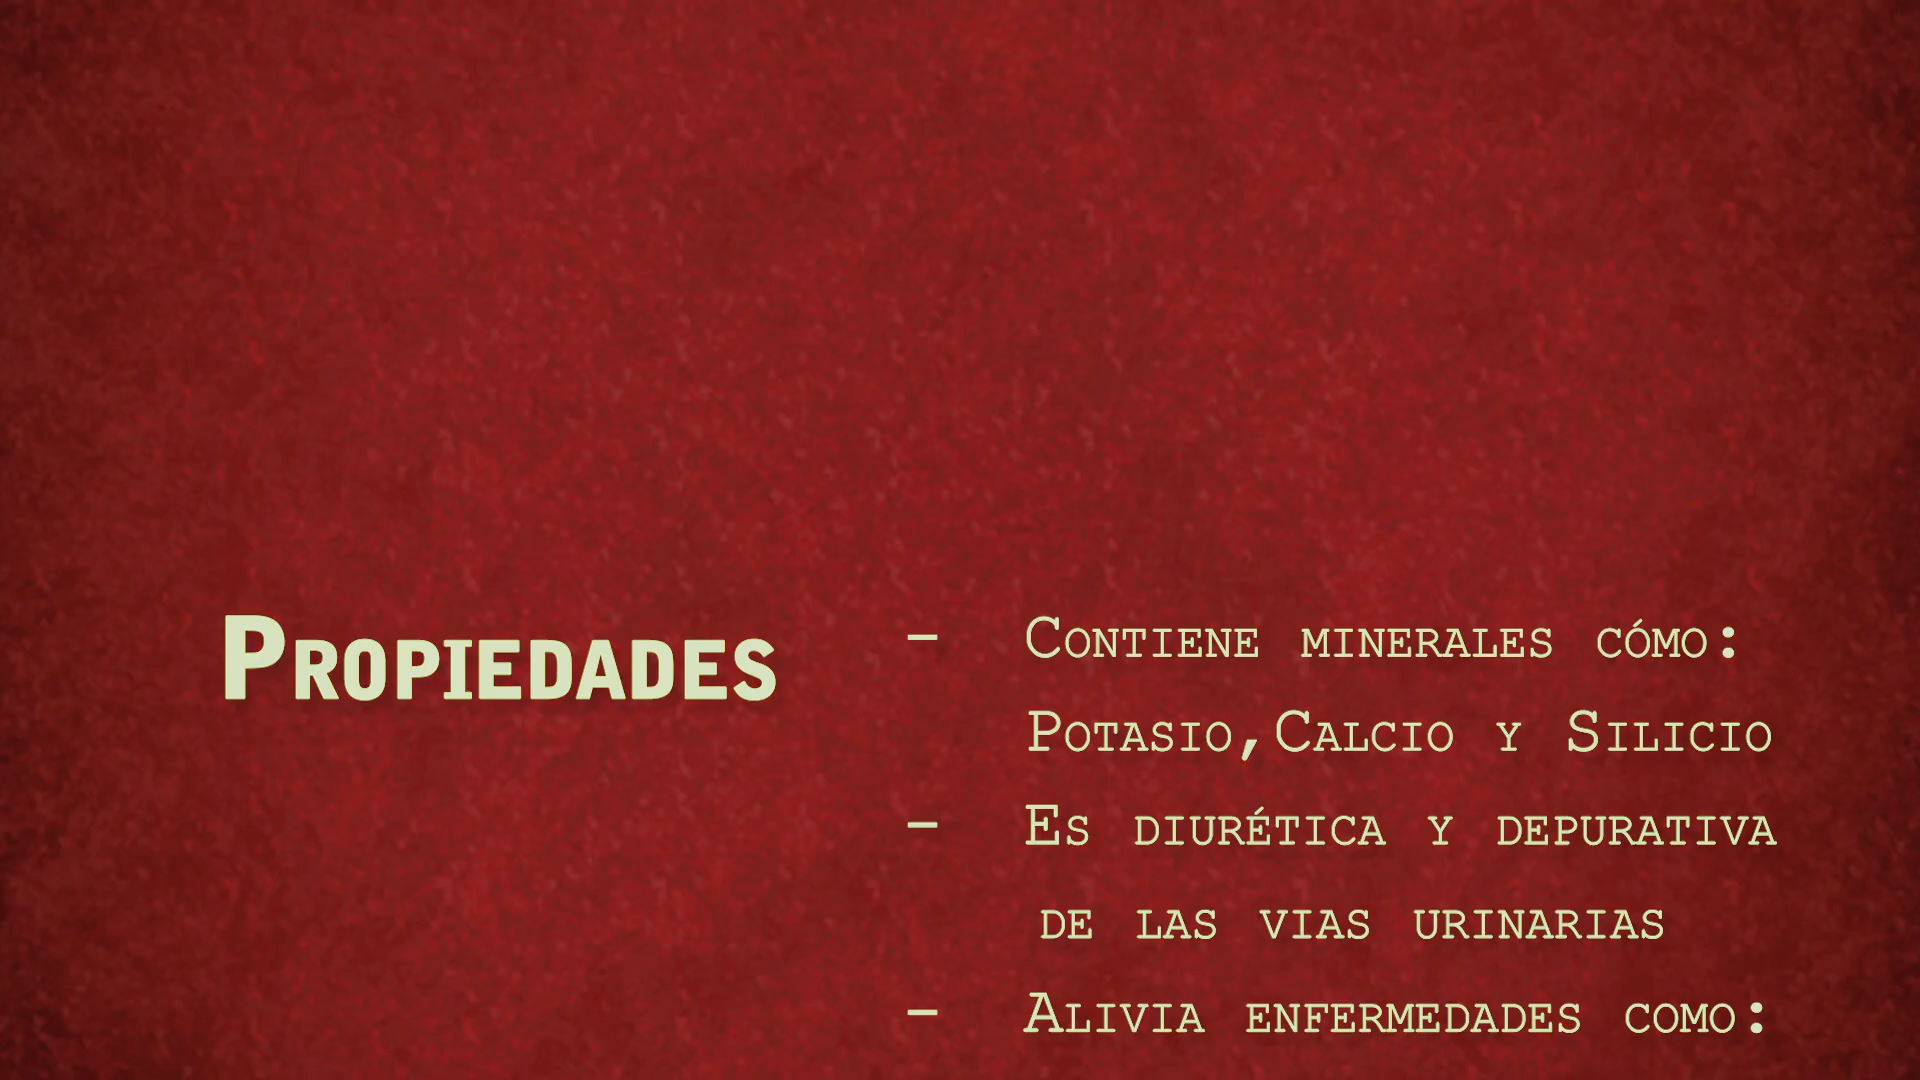 Propiedades
- Contiene minerales cómo:
Potasio,Calcio y Silicio
- Es diurética y depurativa
de las vias urinarias
- Alivia enfermedades como: